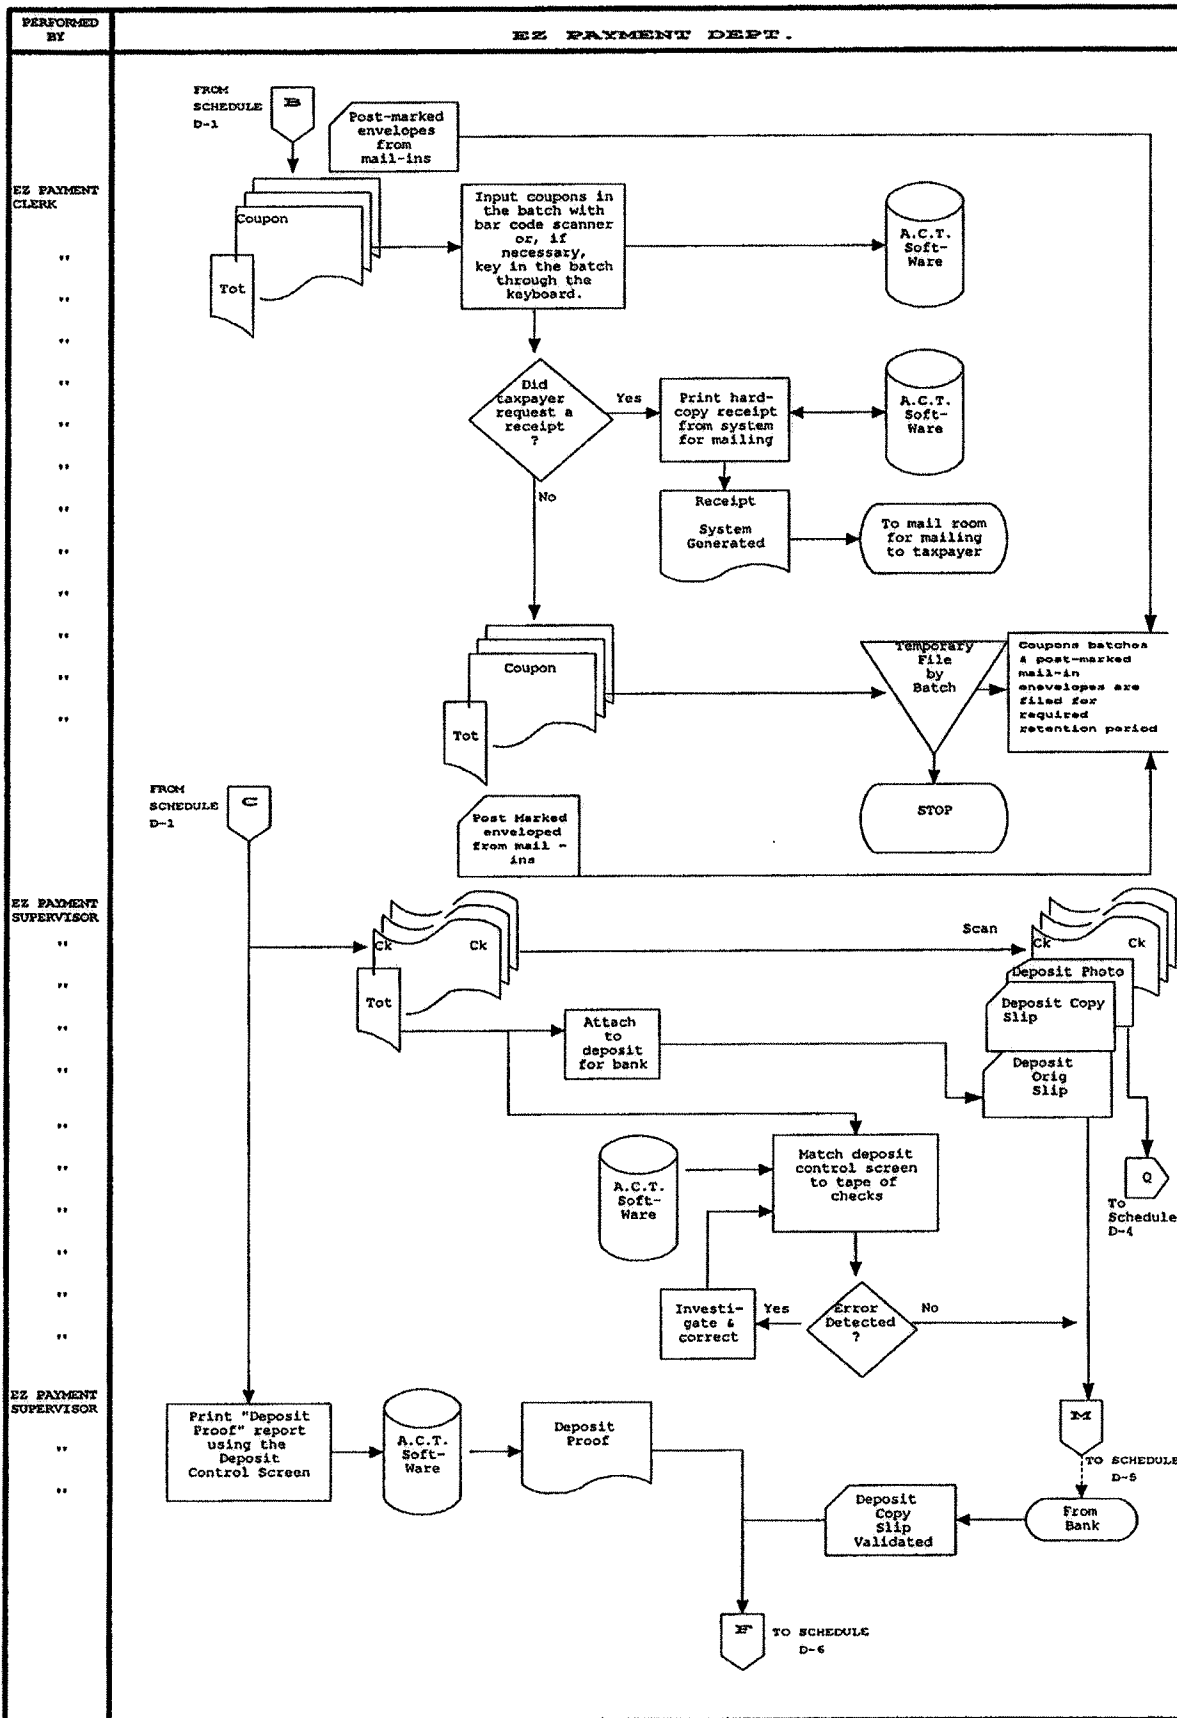 PERFORMED
BY
EZ PAYMENT DEPT.
FROM
SCHEDULE
D-1
B
Post-marked
envelopes
from
mail-ins
EZ PAYMENT
CLERK
"
"
"
"
"
"
"
"
"
"
"
"
Coupon
Tot
Input coupons in
the batch with
bar code scanner
or, if
necessary,
key in the batch
through the
keyboard.
A.C.T.
Soft-
Ware
Did
taxpayer
request a
receipt
?
Yes
No
Print hard-
copy receipt
from system
for mailing
A.C.T.
Soft-
Ware
Receipt
System
Generated
To mail room
for mailing
to taxpayer
Coupon
Tot
Temporary
File
by
Batch
Coupons batches
& post-marked
mail-in
enevelopes are
filed for
required
retention period
STOP
Post Marked
enveloped
from mail -
ins
FROM
SCHEDULE
D-1
C
EZ PAYMENT
SUPERVISOR
"
"
"
"
"
"
"
"
"
"
Ck
Ck
Tot
Scan
Ck
Ck
Deposit Photo
Deposit Copy
Slip
Deposit
Orig
Slip
Attach
to
deposit
for bank
A.C.T.
Soft-
Ware
Match deposit
control screen
to tape of
checks
Q
To
Schedule
D-4
Investi-
gate &
correct
Yes
Error
Detected
?
No
EZ PAYMENT
SUPERVISOR
"
"
Print "Deposit
Proof" report
using the
Deposit
Control Screen
A.C.T.
Soft-
Ware
Deposit
Proof
M
TO SCHEDULE
D-5
From
Bank
Deposit
Copy
Slip
Validated
F
TO SCHEDULE
D-6